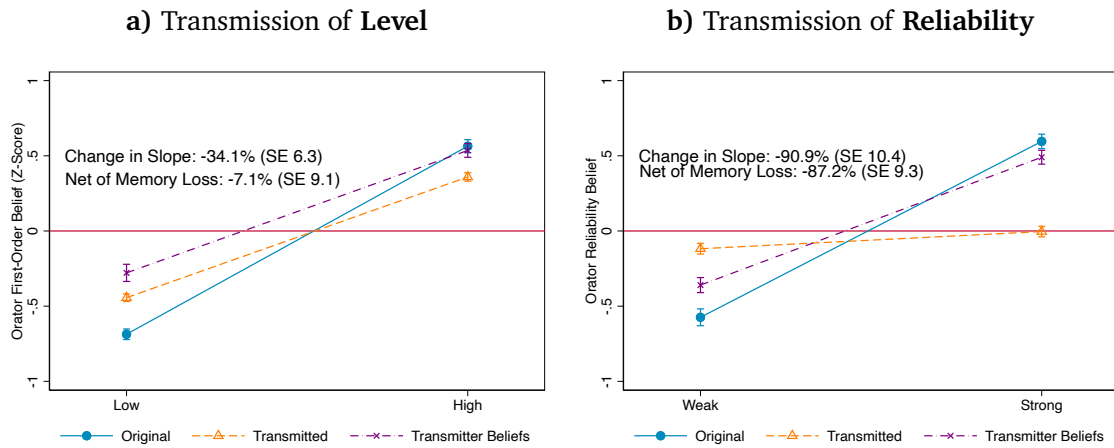 a) Transmission of Level
Orator First-Order Belief (Z-Score)
1
.5
0
-.5
-1
Change in Slope: -34.1% (SE 6.3)
Net of Memory Loss: -7.1% (SE 9.1)
Low
High
Original
Transmitted
Transmitter Beliefs
b) Transmission of Reliability
Orator Reliability Belief
1
.5
0
-.5
-1
Change in Slope: -90.9% (SE 10.4)
Net of Memory Loss: -87.2% (SE 9.3)
Weak
Strong
Original
Transmitted
Transmitter Beliefs